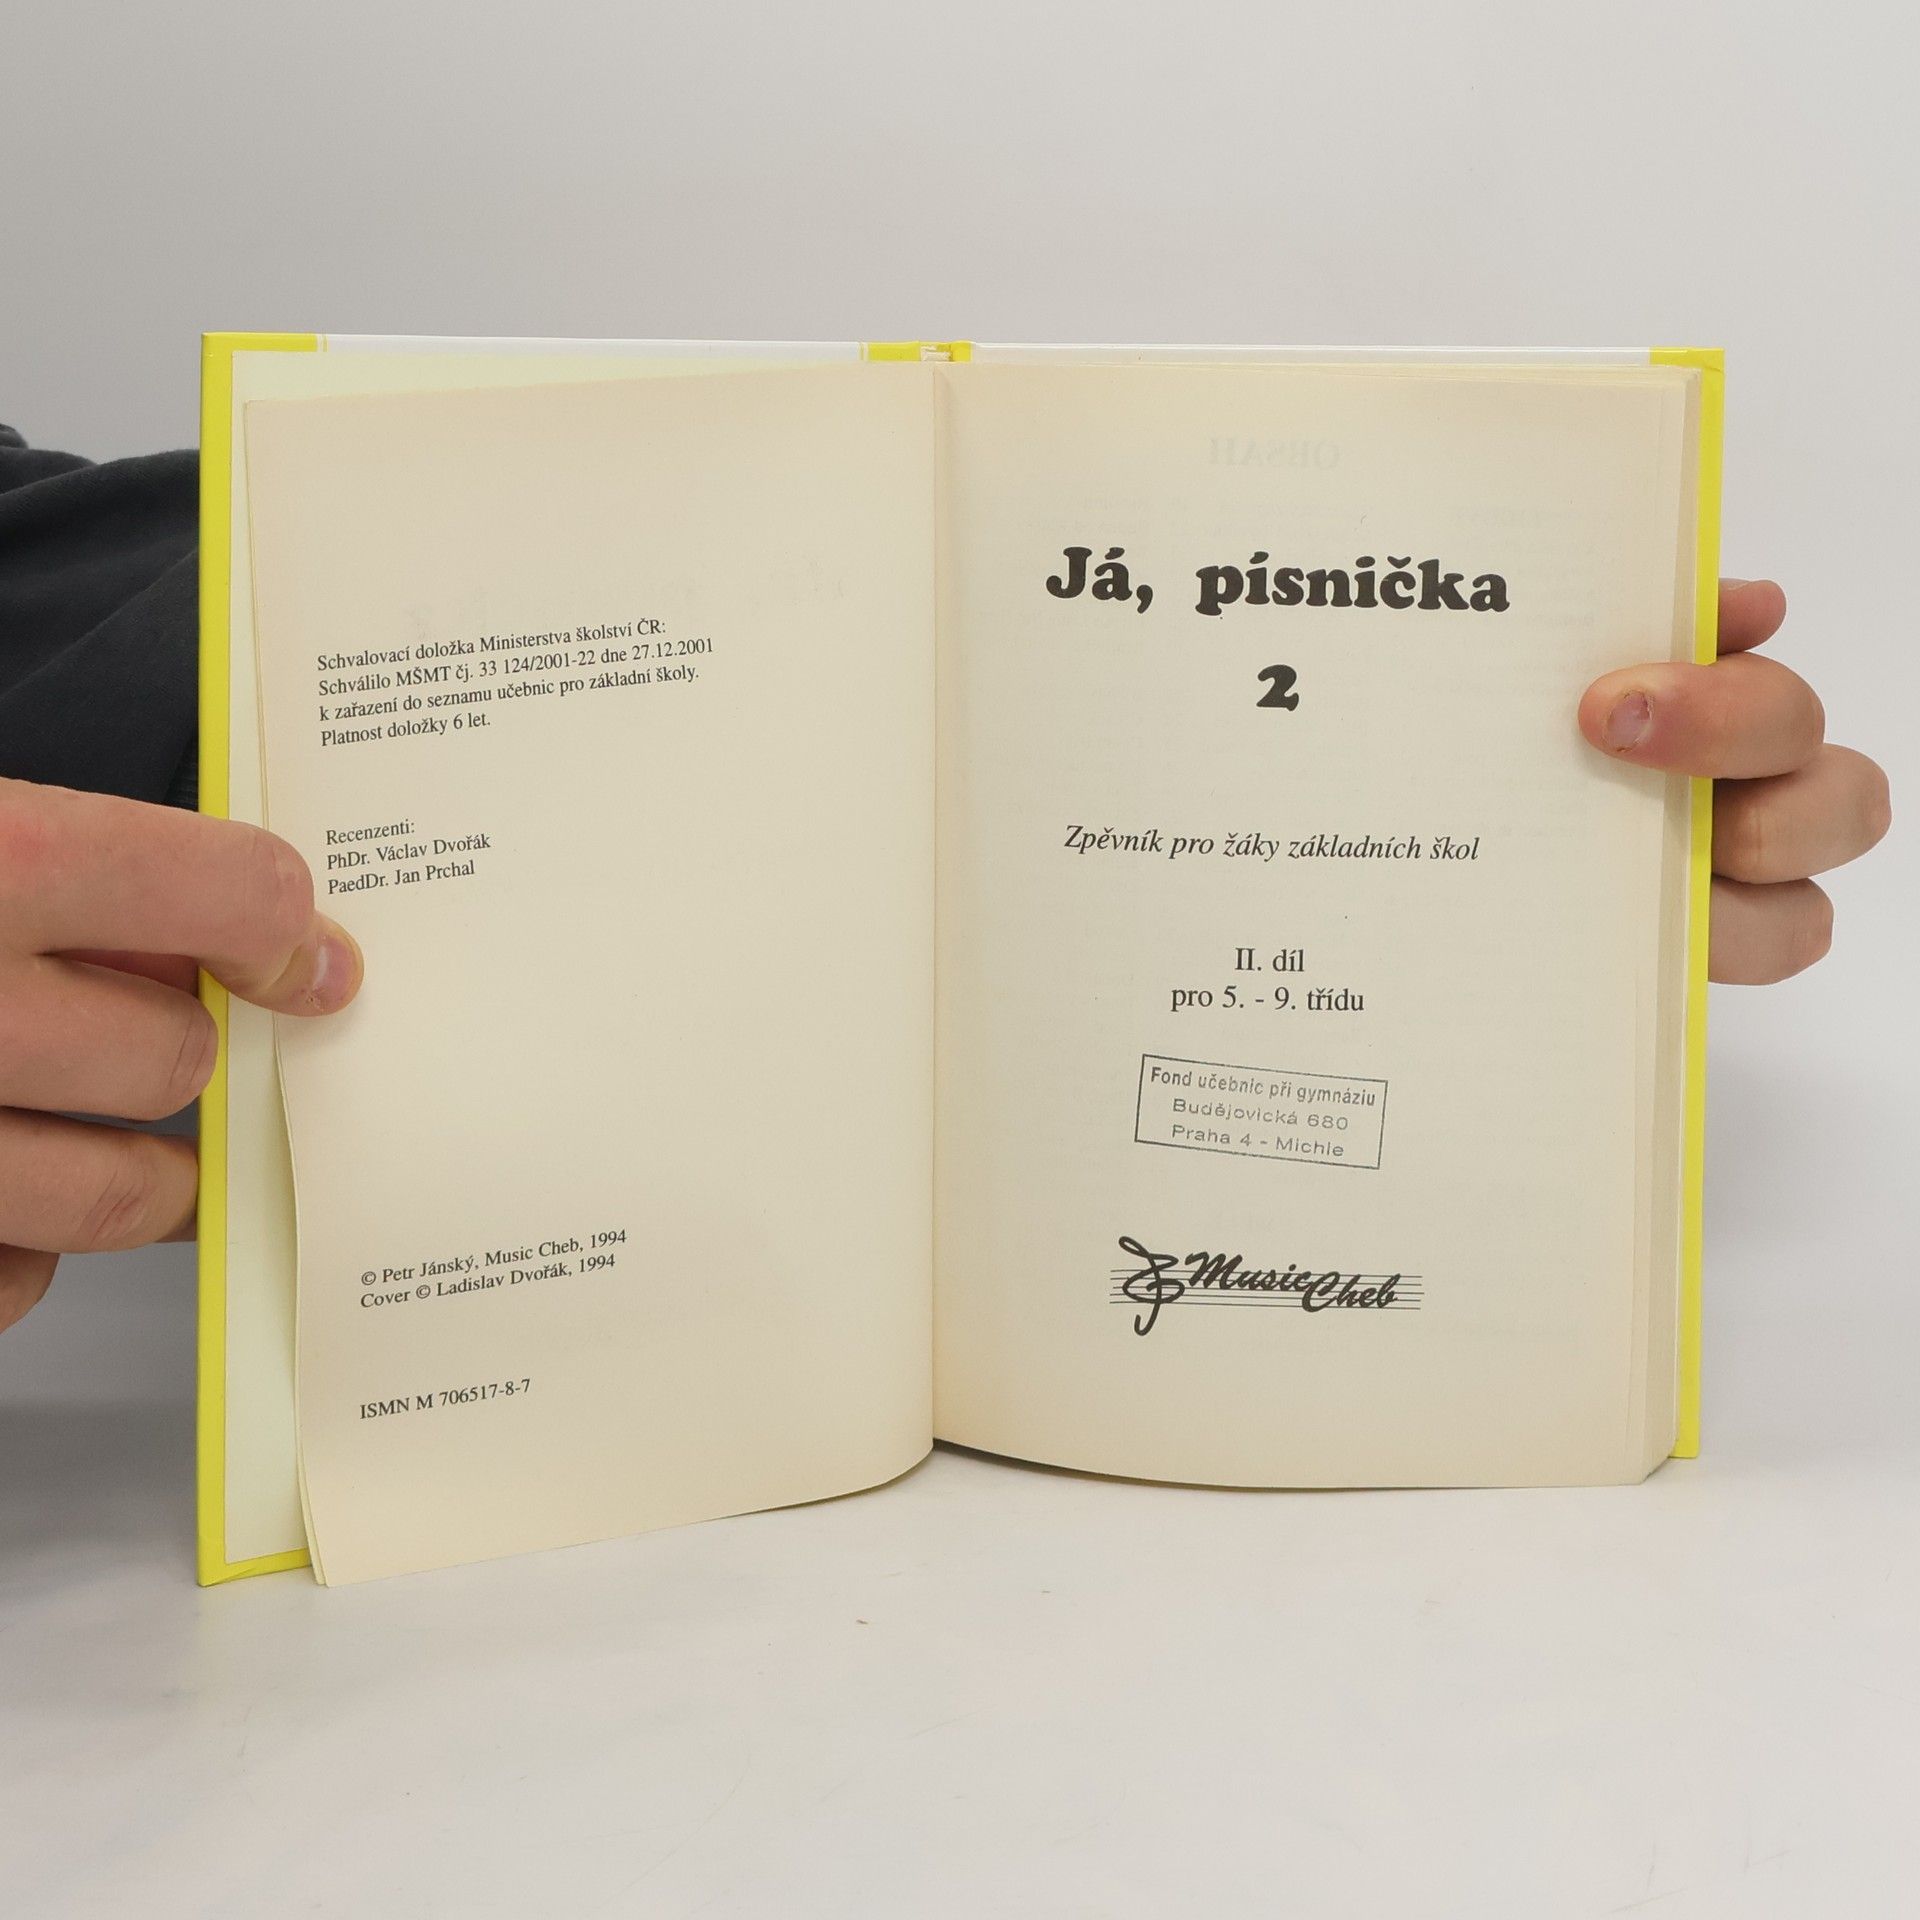 Schvalovací doložka Ministerstva školství ČR:
Schválilo MŠMT čj. 33 124/2001-22 dne 27.12.2001
k zařazení do seznamu učebnic pro základní školy.
Platnost doložky 6 let.
Recenzenti:
PhDr. Václav Dvořák
PaedDr. Jan Prchal
© Petr Jánský, Music Cheb, 1994
Cover © Ladislav Dvořák, 1994
ISMN M 706517-8-7
Já, písnička
2
Zpěvník pro žáky základních škol
II. díl
pro 5. - 9. třídu
Fond učebnic při gymnáziu
Budějovická 680
Praha 4 - Michle
Music Cheb